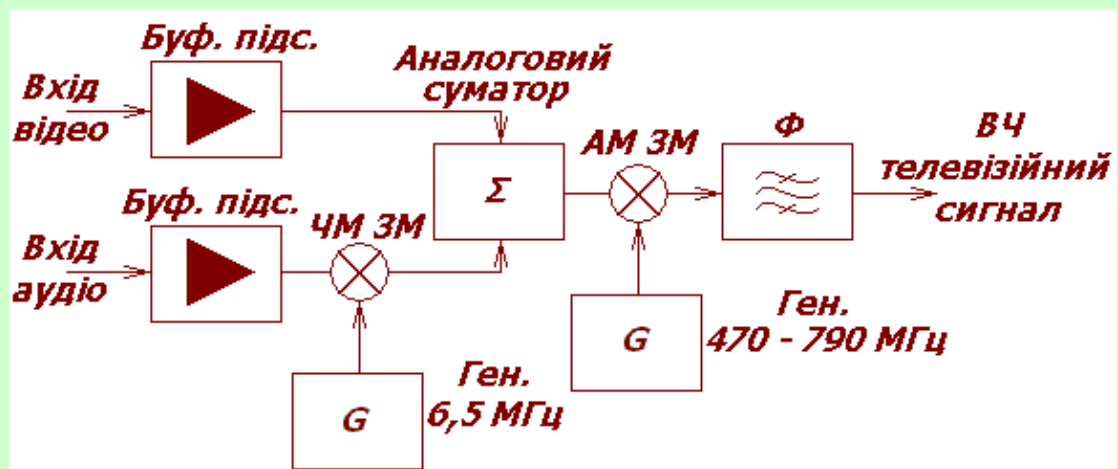 Буф. підс.
Вхід
відео
Аналоговий
суматор
Σ
АМ ЗМ
Ф
ВЧ
телевізійний
сигнал
Буф. підс.
Вхід
аудіо
ЧМ ЗМ
G
Ген.
6,5 МГц
G
Ген.
470 - 790 МГц